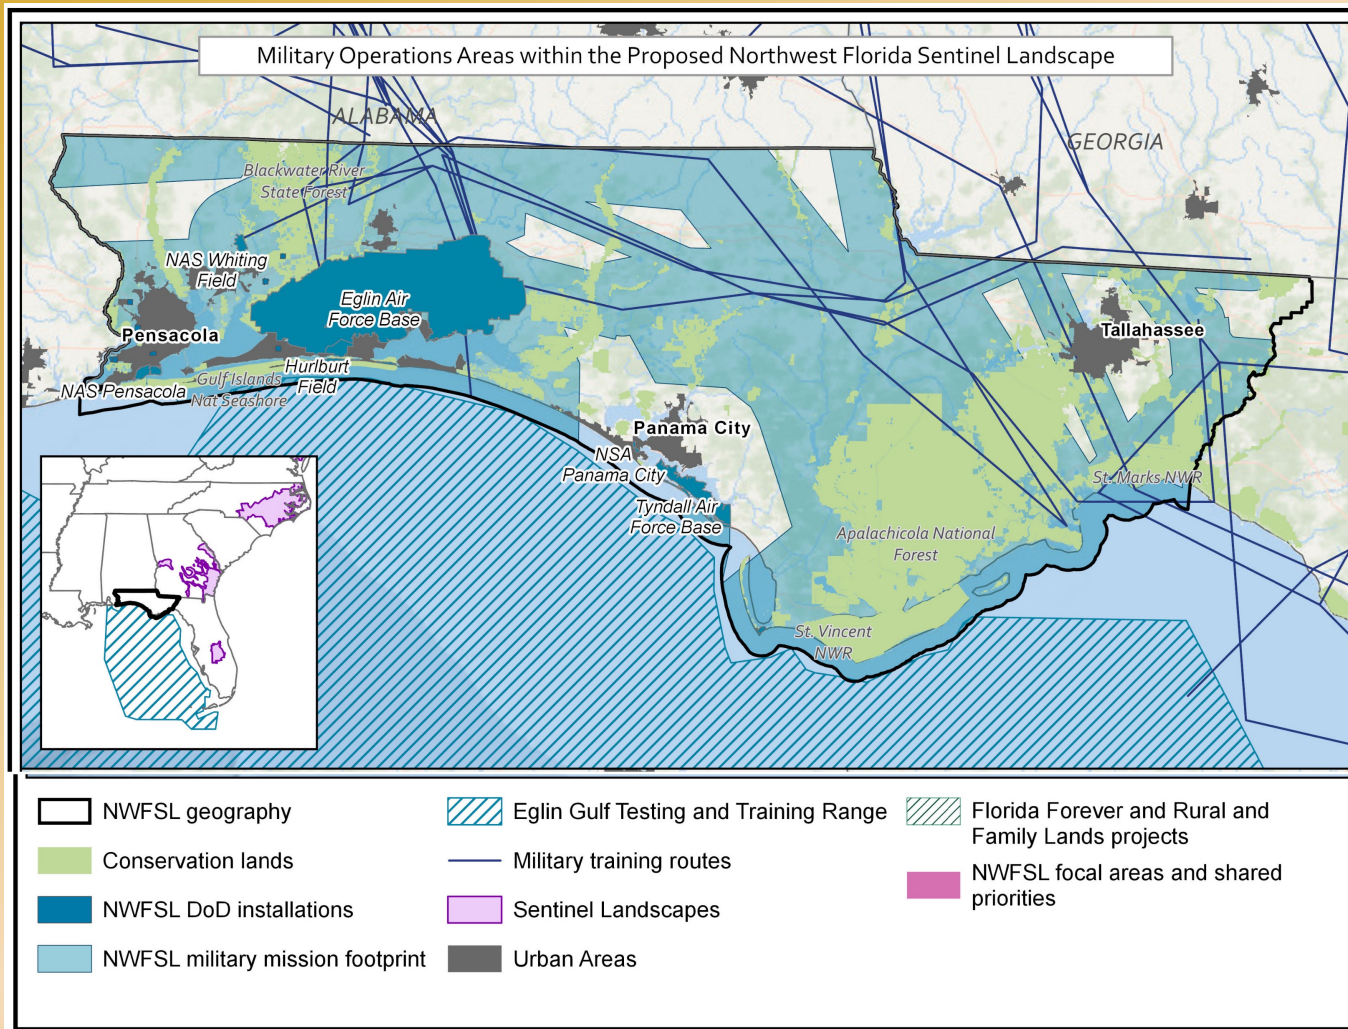 Military Operations Areas within the Proposed Northwest Florida Sentinel Landscape
ALABAMA
GEORGIA
Blackwater River
State Forest
NAS Whiting
Field
Eglin Air
Force Base
Pensacola
Tallahassee
Hurlburt
Field
NAS Pensacola
Gulf Islands
Nat Seashore
Panama City
NSA
Panama City
St. Marks NWR
Tyndall Air
Force Base
Apalachicola National
Forest
St. Vincent
NWR
NWFSL geography
Conservation lands
NWFSL DoD installations
NWFSL military mission footprint
Eglin Gulf Testing and Training Range
Military training routes
Sentinel Landscapes
Urban Areas
Florida Forever and Rural and
Family Lands projects
NWFSL focal areas and shared
priorities